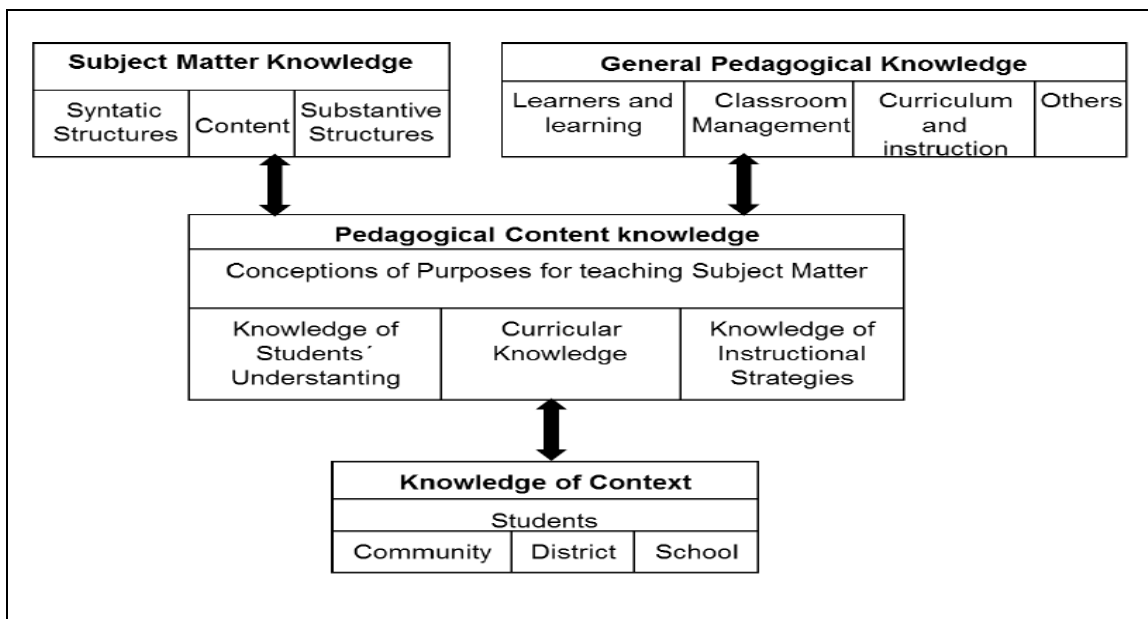 Subject Matter Knowledge
Syntatic
Structures
Content
Substantive
Structures
General Pedagogical Knowledge
Learners and
learning
Classroom
Management
Curriculum
and
instruction
Others
Pedagogical Content knowledge
Conceptions of Purposes for teaching Subject Matter
Knowledge of
Students´
Understanting
Curricular
Knowledge
Knowledge of
Instructional
Strategies
Knowledge of Context
Students
Community
District
School